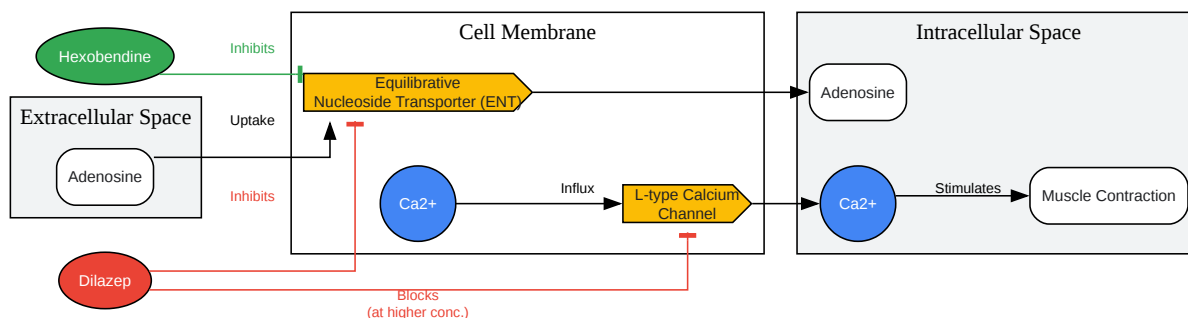 Cell Membrane
Intracellular Space
Hexobendine
Inhibits
Equilibrative
Nucleoside Transporter (ENT)
Adenosine
Extracellular Space
Uptake
Adenosine
Inhibits
Ca2+
Influx
L-type Calcium
Channel
Ca2+
Stimulates
Muscle Contraction
Dilazep
Blocks
(at higher conc.)